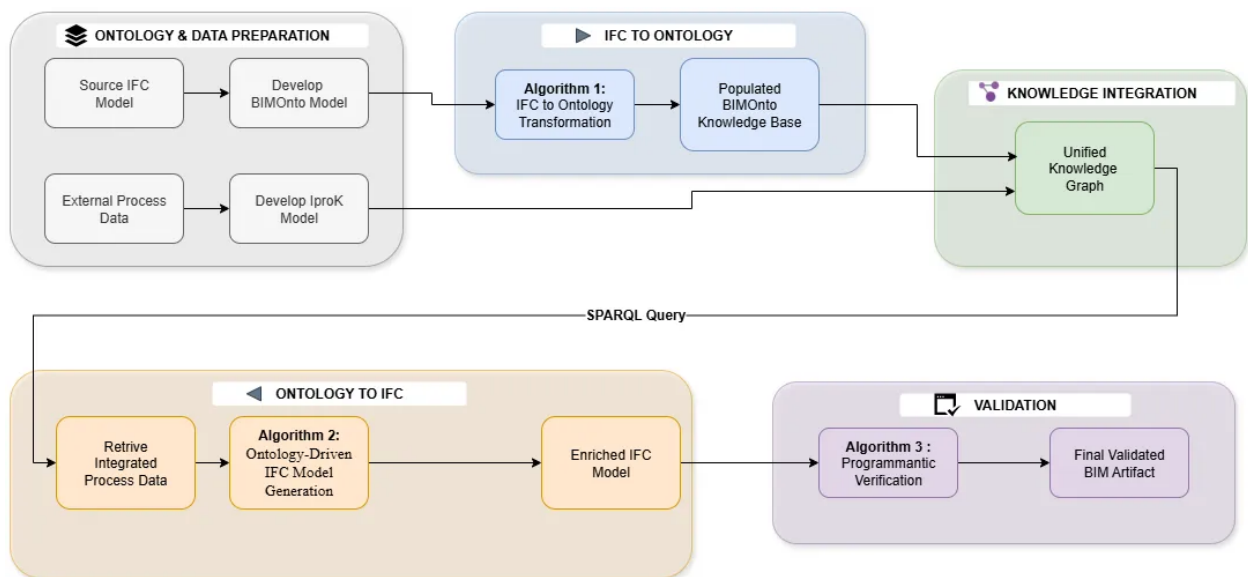 ONTOLOGY & DATA PREPARATION
Source IFC
Model
Develop
BIMOnto Model
External Process
Data
Develop IproK
Model
IFC TO ONTOLOGY
Algorithm 1:
IFC to Ontology
Transformation
Populated
BIMOnto
Knowledge Base
KNOWLEDGE INTEGRATION
Unified
Knowledge
Graph
SPARQL Query
ONTOLOGY TO IFC
Retrive
Integrated
Process Data
Algorithm 2:
Ontology-Driven
IFC Model
Generation
Enriched IFC
Model
VALIDATION
Algorithm 3 :
Programmantic
Verification
Final Validated
BIM Artifact